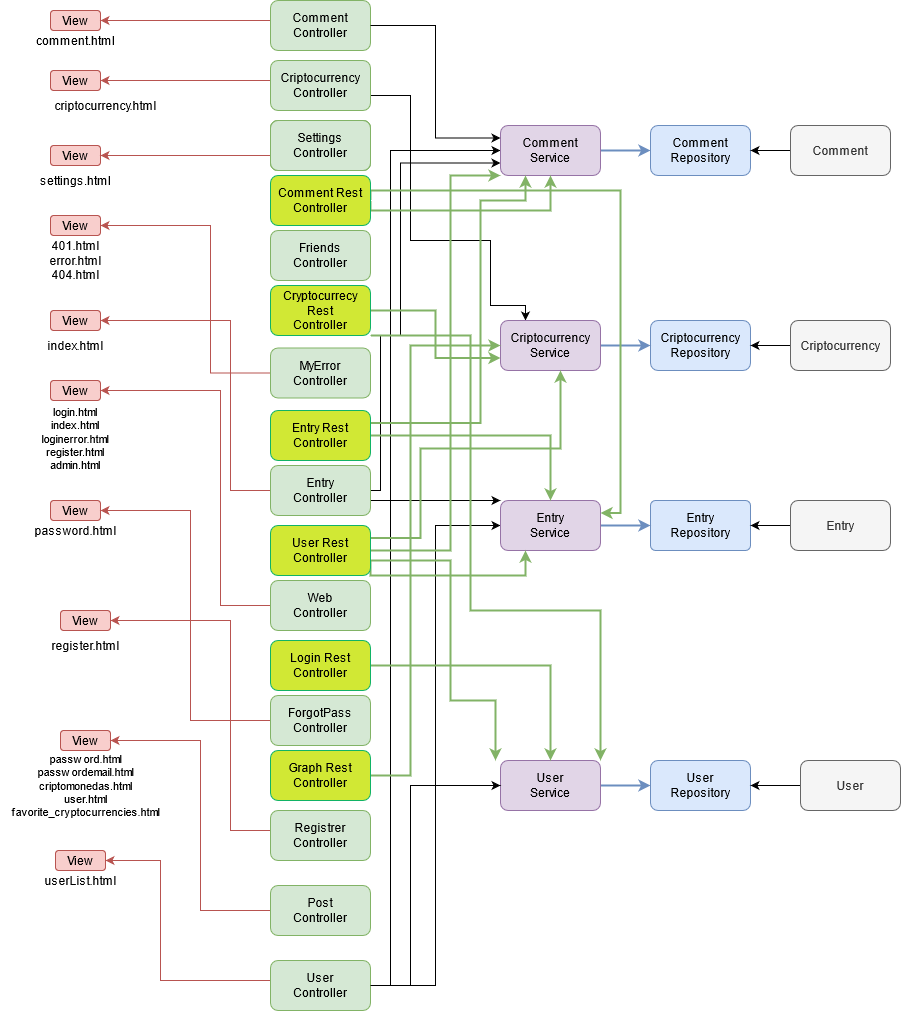 View
comment.html
View
criptocurrency.html
View
settings.html
View
401.html
error.html
404.html
View
index.html
View
login.html
index.html
loginerror.html
register.html
admin.html
View
password.html
View
register.html
View
password.html
passwordemail.html
criptomonedas.html
user.html
favorite_cryptocurrencies.html
View
userList.html
Comment
Controller
Criptocurrency
Controller
Settings
Controller
Comment Rest
Controller
Friends
Controller
Cryptocurrecy
Rest
Controller
MyError
Controller
Entry Rest
Controller
Entry
Controller
User Rest
Controller
Web
Controller
Login Rest
Controller
ForgotPass
Controller
Graph Rest
Controller
Registrer
Controller
Post
Controller
User
Controller
Comment
Service
Criptocurrency
Service
Entry
Service
User
Service
Comment
Repository
Criptocurrency
Repository
Entry
Repository
User
Repository
Comment
Criptocurrency
Entry
User